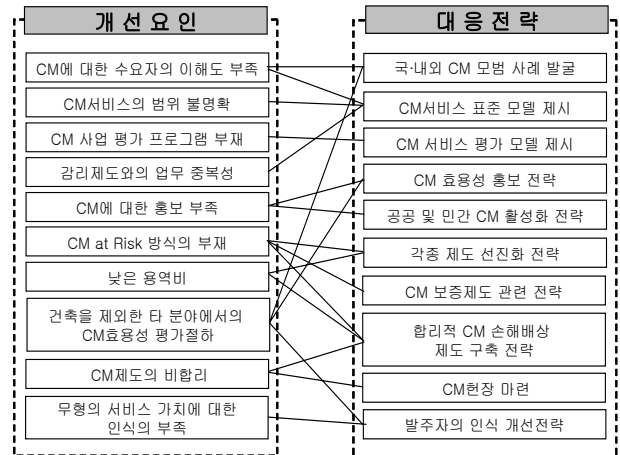 개선요인
CM에 대한 수요자의 이해도 부족
CM서비스의 범위 불명확
CM 사업 평가 프로그램 부재
감리제도와의 업무 중복성
CM에 대한 홍보 부족
CM at Risk 방식의 부재
낮은 용역비
건축을 제외한 타 분야에서의
CM효용성 평가절하
CM제도의 비합리
무형의 서비스 가치에 대한
인식의 부족
대응전략
국·내외 CM 모범 사례 발굴
CM서비스 표준 모델 제시
CM 서비스 평가 모델 제시
CM 효용성 홍보 전략
공공 및 민간 CM 활성화 전략
각종 제도 선진화 전략
CM 보증제도 관련 전략
합리적 CM 손해배상
제도 구축 전략
CM헌장 마련
발주자의 인식 개선전략